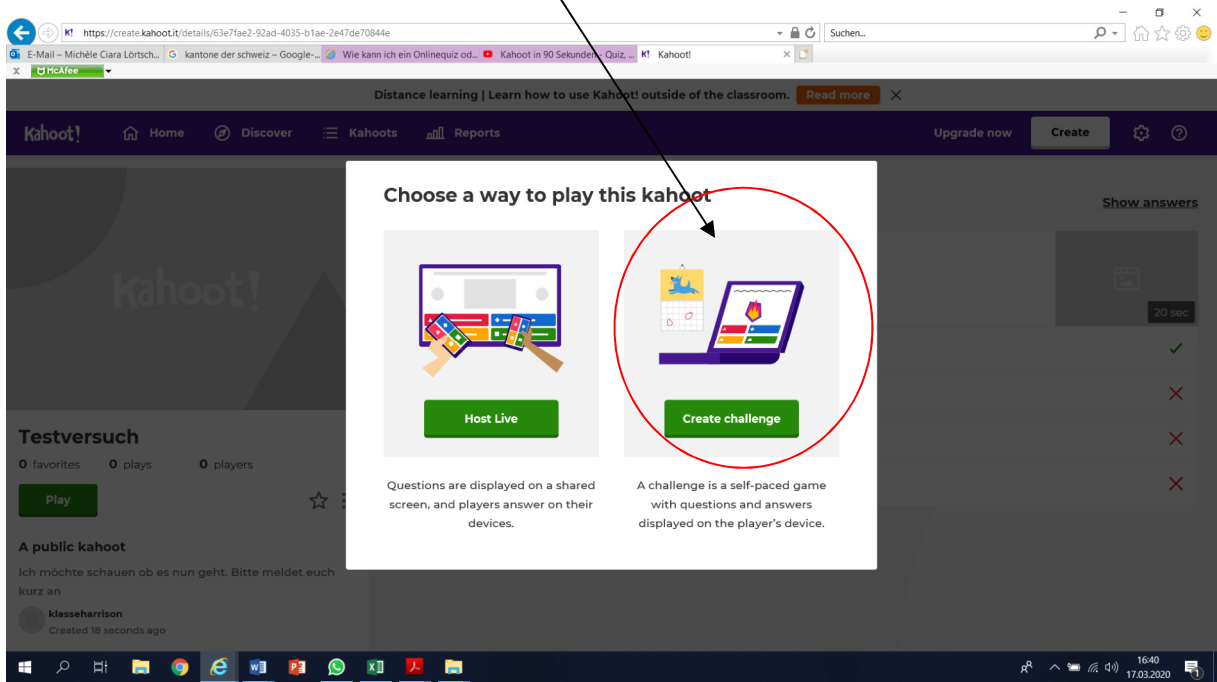 https://create.kahoot.it/details/63e7fae2-92ad-4035-b1ae-2e47de70844e
Suchen...
E-Mail – Michèle Ciara Lörtsch...
kantone der schweiz – Google-...
Wie kann ich ein Onlinequiz od...
Kahoot in 90 Sekunden - Quiz, ...
K! Kahoot!
X McAfee
Distance learning | Learn how to use Kahoot! outside of the classroom. Read more
Kahoot! Home Discover Kahoots Reports Upgrade now Create
Choose a way to play this kahoot
Show answers
Kahoot!
20 sec
Host Live
Create challenge
Testversuch
0 favorites 0 plays 0 players
Play
Questions are displayed on a shared
screen, and players answer on their
devices.
A challenge is a self-paced game
with questions and answers
displayed on the player's device.
A public kahoot
Ich möchte schauen ob es nun geht. Bitte meldet euch
kurz an
klasseharrison
Created 18 seconds ago
16:40
17.03.2020